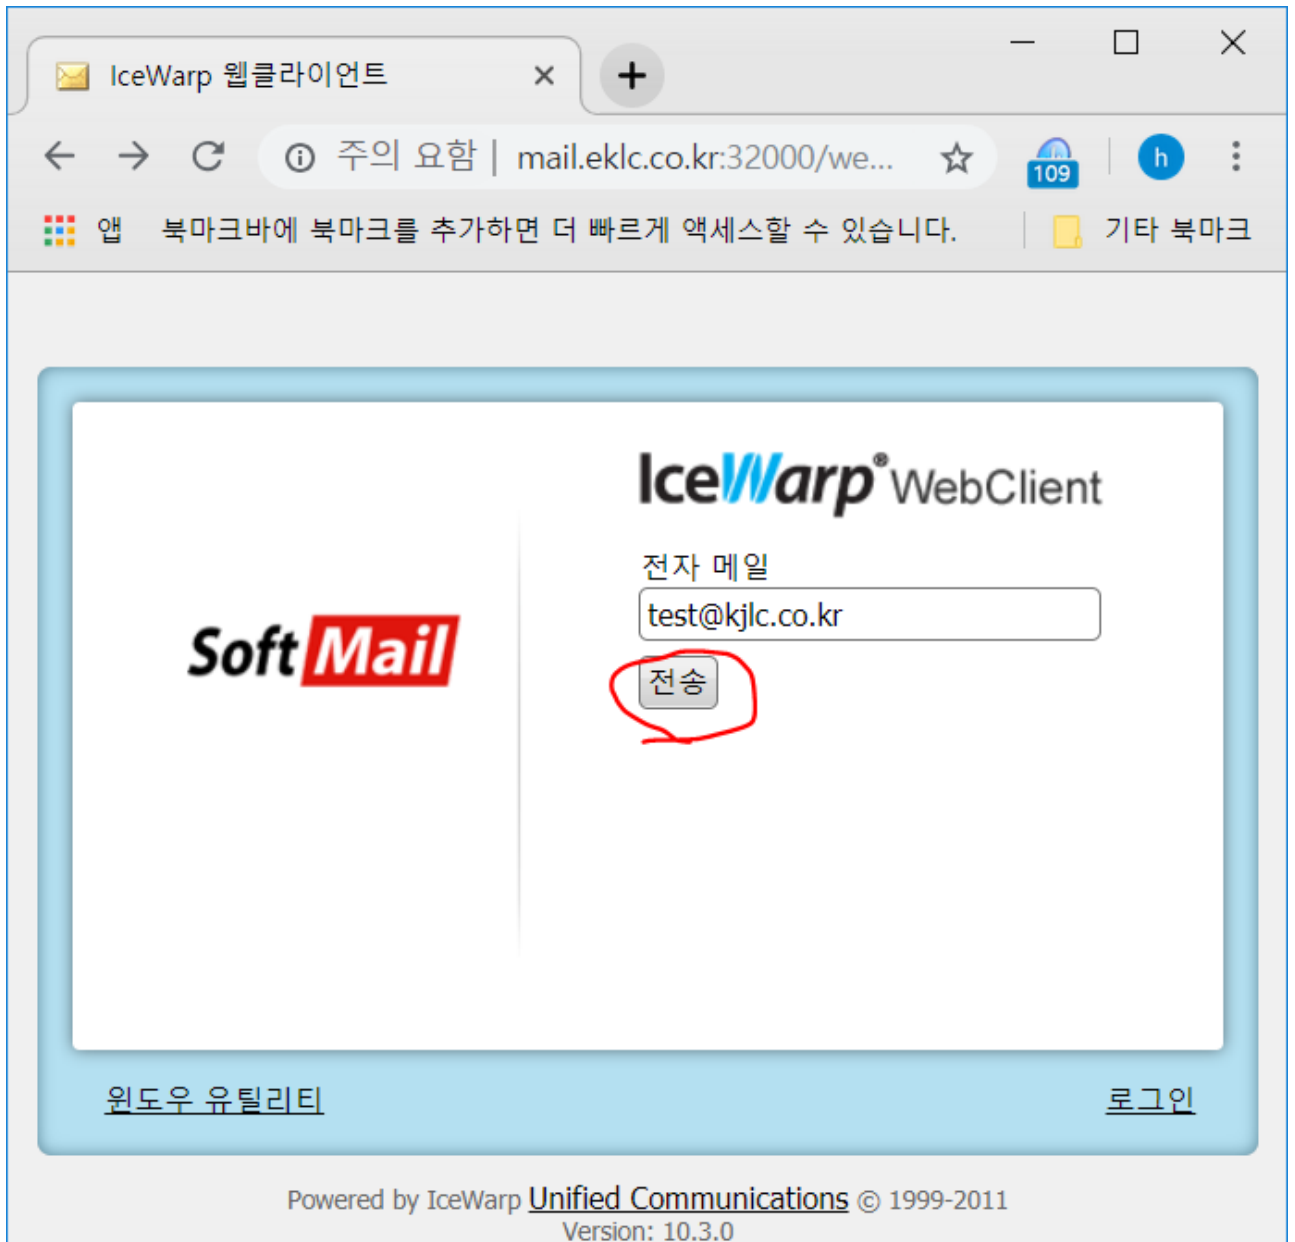 IceWarp 웹클라이언트
주의 요함 | mail.eklc.co.kr:32000/we...
109
h
앱 북마크바에 북마크를 추가하면 더 빠르게 액세스할 수 있습니다. 기타 북마크
IceWarp® WebClient
전자 메일
test@kjlc.co.kr
Soft Mail
전송
윈도우 유틸리티 로그인
Powered by IceWarp Unified Communications © 1999-2011
Version: 10.3.0